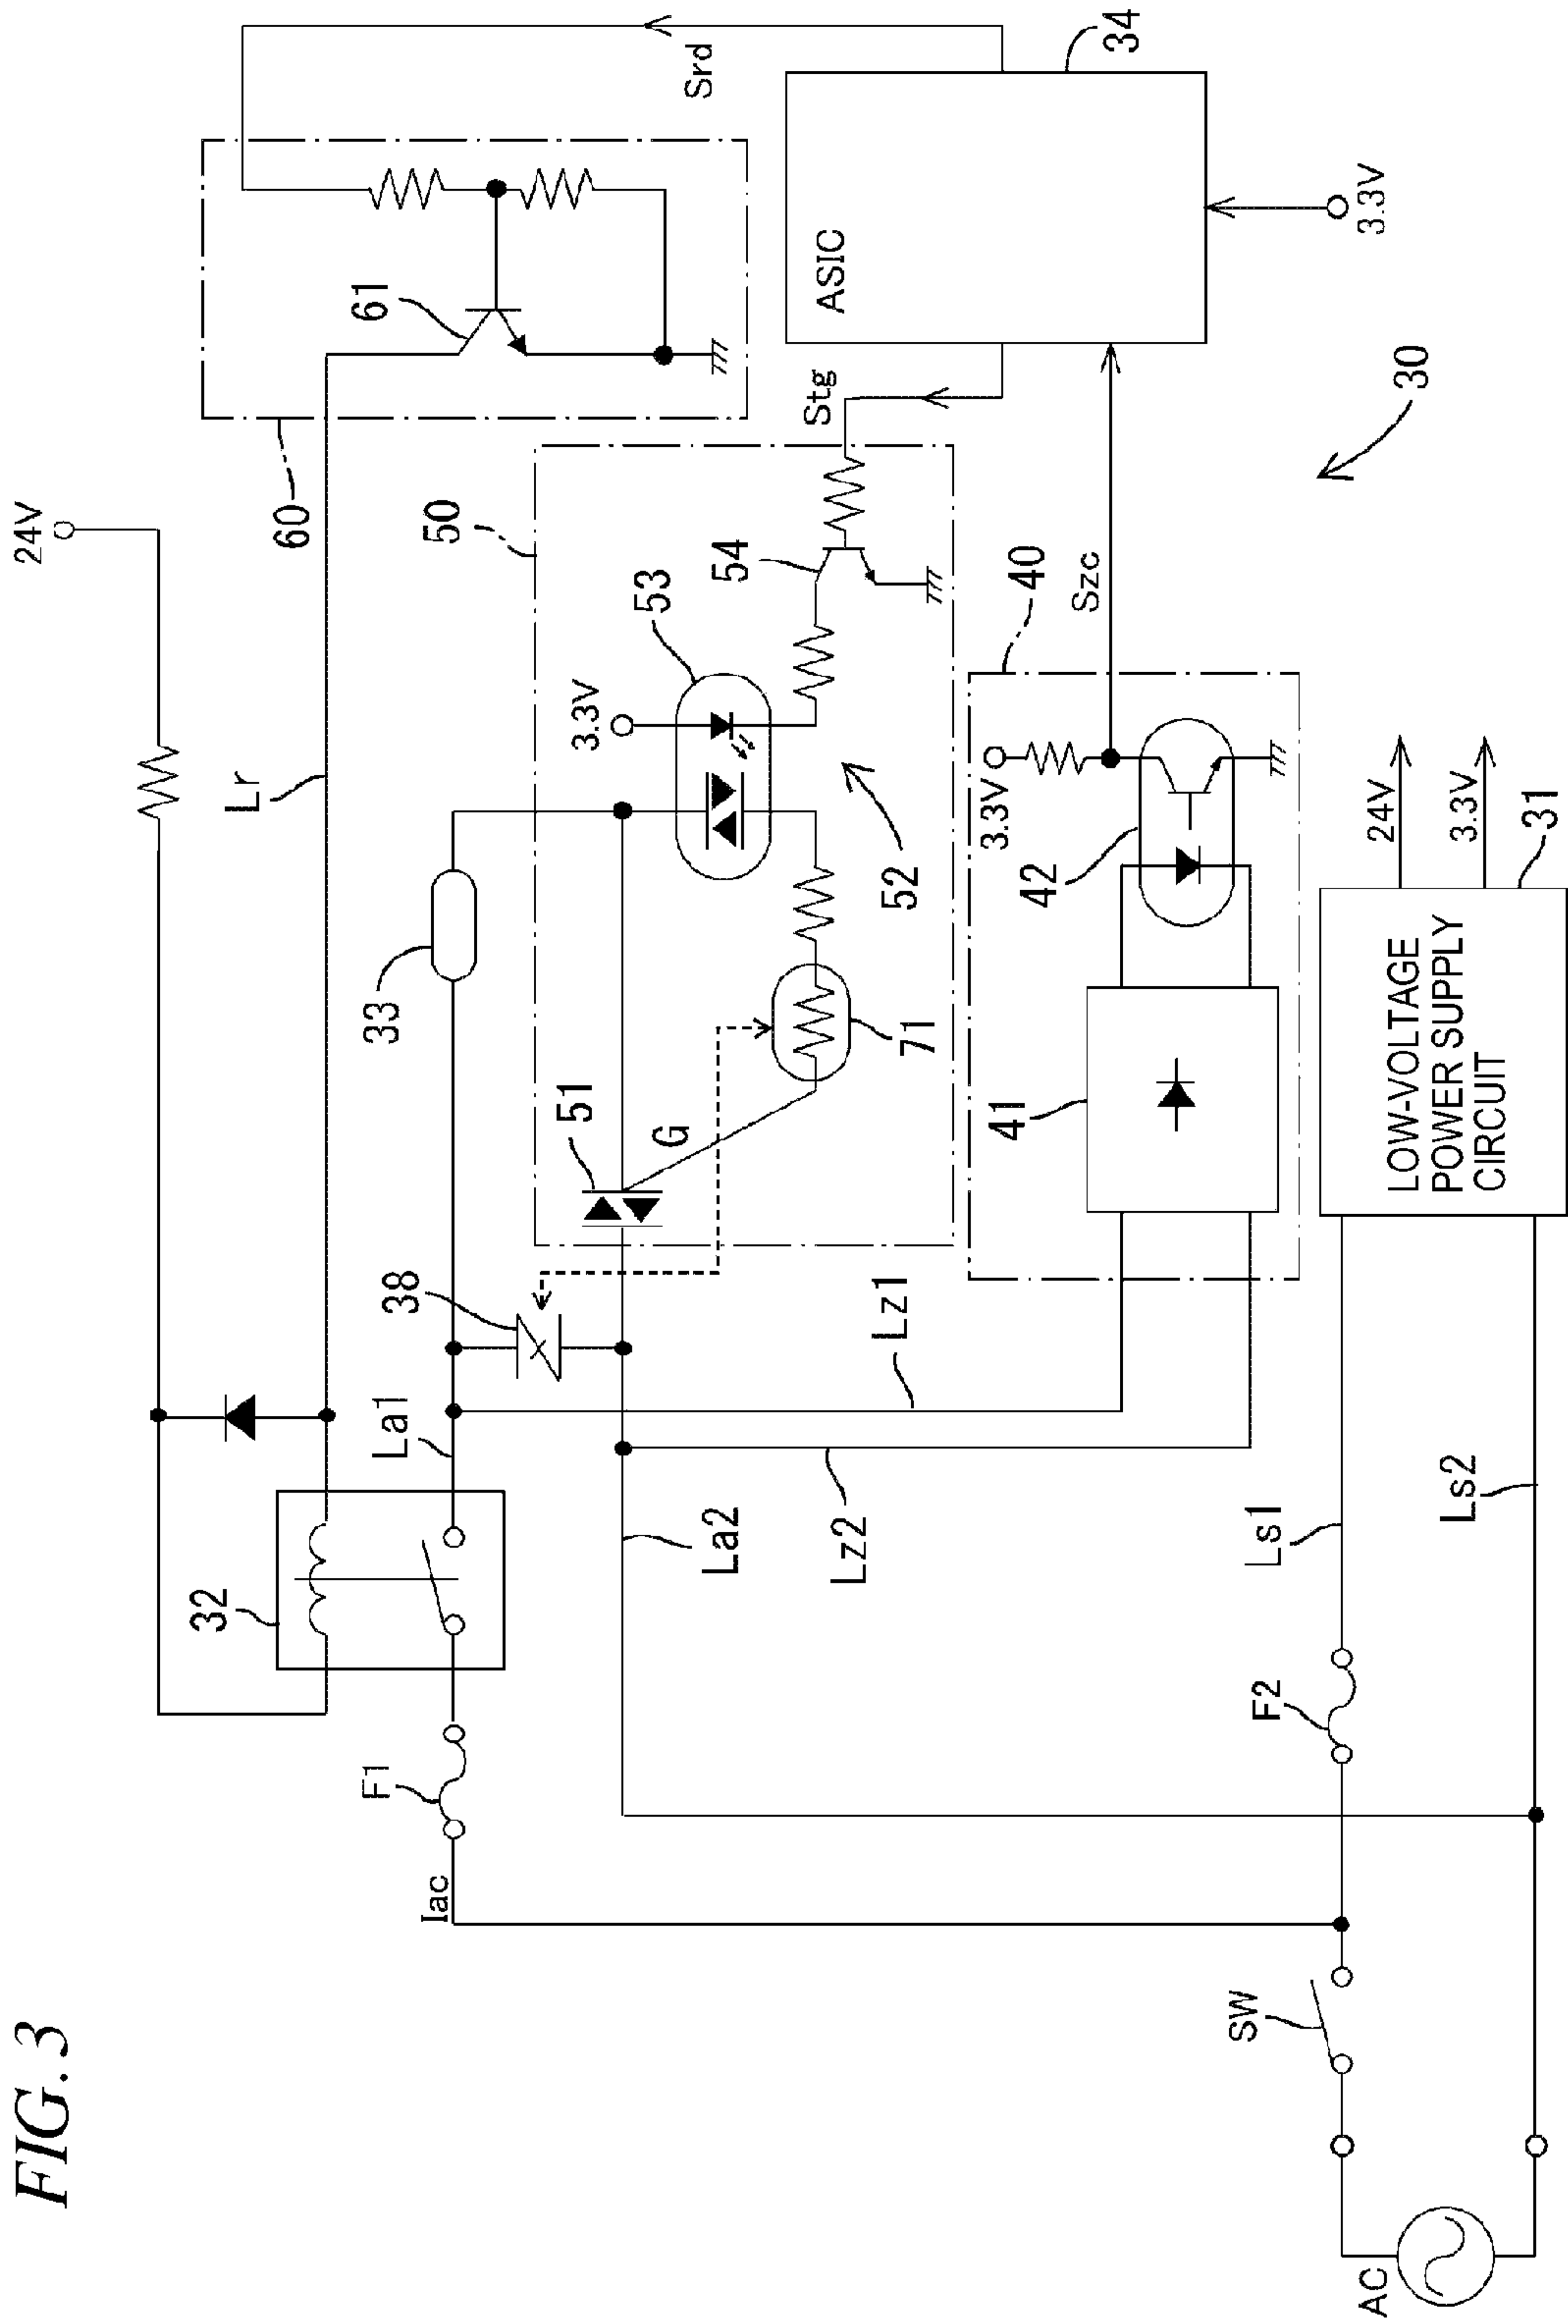 FIG. 3
24V
Lr
60
61
Srd
34
ASIC
3.3V
32
La1
F1
Iac
38
33
50
51
G
53
3.3V
54
Stg
52
71
La2
Lz2
Lz1
40
41
42
3.3V
Szc
30
SW
F2
Ls1
Ls2
LOW-VOLTAGE
POWER SUPPLY
CIRCUIT
24V
3.3V
31
AC